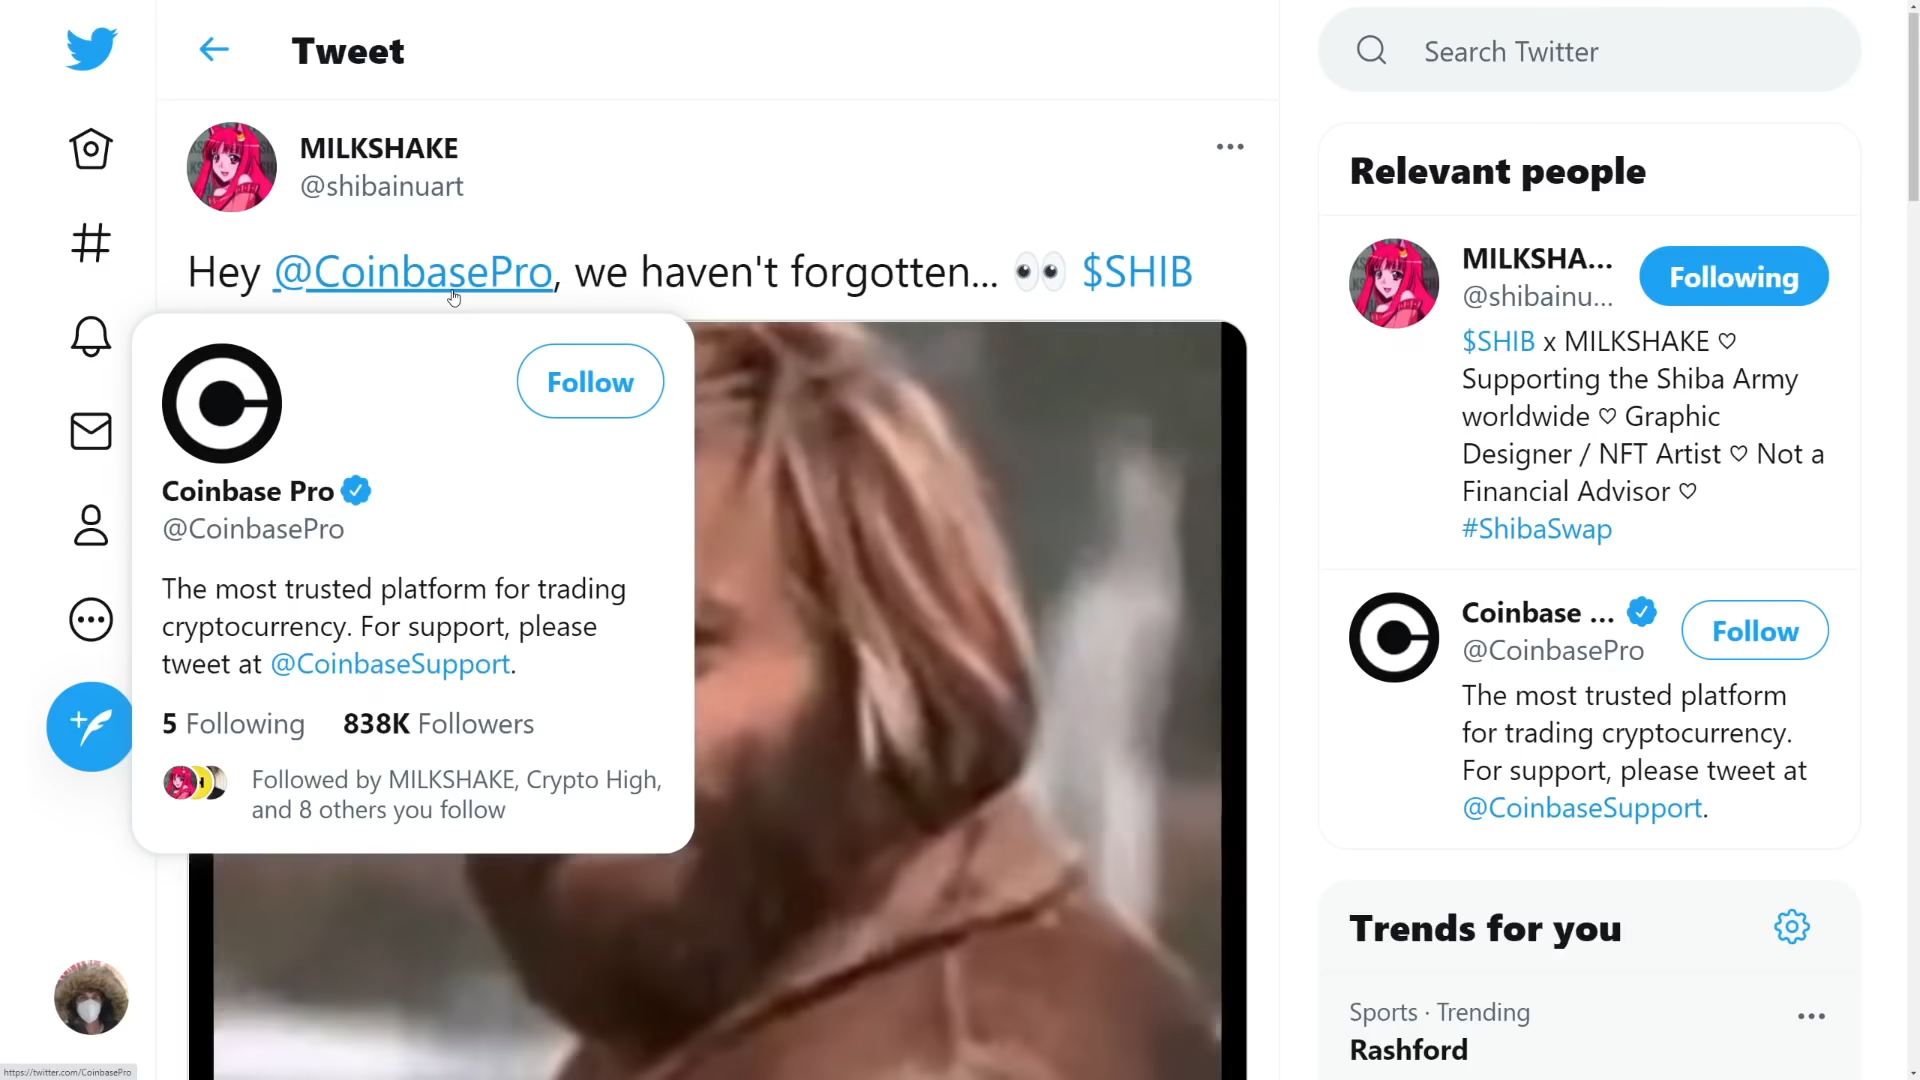 Tweet
Search Twitter
MILKSHAKE
@shibainuart
Hey @CoinbasePro, we haven't forgotten... 👀 $SHIB
Follow
Coinbase Pro
@CoinbasePro
The most trusted platform for trading
cryptocurrency. For support, please
tweet at @CoinbaseSupport.
5 Following 838K Followers
Followed by MILKSHAKE, Crypto High,
and 8 others you follow
Relevant people
MILKSHA...
@shibainu...
Following
$SHIB x MILKSHAKE ♡
Supporting the Shiba Army
worldwide ♡ Graphic
Designer / NFT Artist ♡ Not a
Financial Advisor ♡
#ShibaSwap
Coinbase ...
@CoinbasePro
Follow
The most trusted platform
for trading cryptocurrency.
For support, please tweet at
@CoinbaseSupport.
Trends for you
Sports · Trending
Rashford
https://twitter.com/CoinbasePro